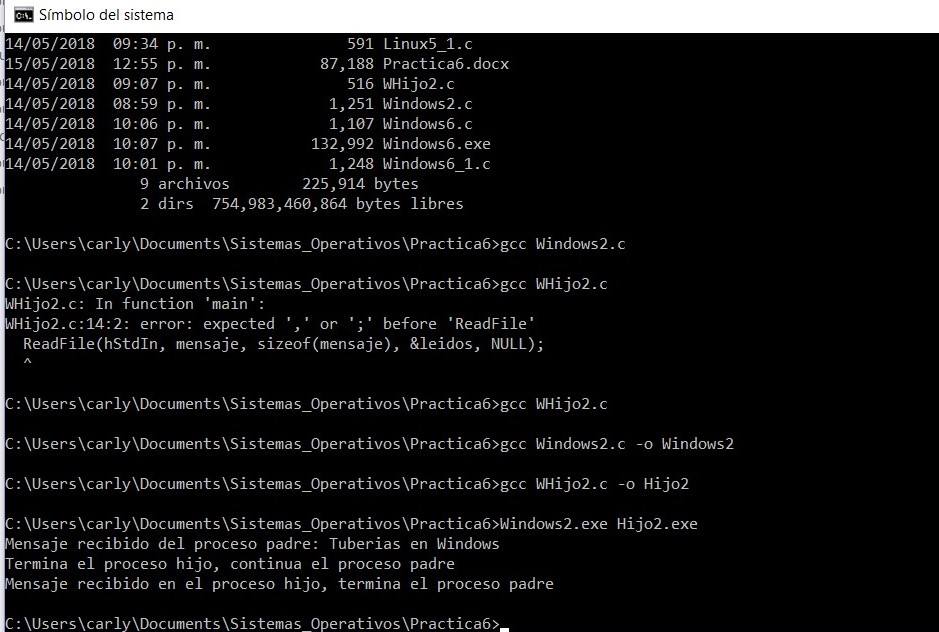 Símbolo del sistema
14/05/2018  09:34 p. m.               591 Linux5_1.c
15/05/2018  12:55 p. m.            87,188 Practica6.docx
14/05/2018  09:07 p. m.               516 WHijo2.c
14/05/2018  08:59 p. m.             1,251 Windows2.c
14/05/2018  10:06 p. m.             1,107 Windows6.c
14/05/2018  10:07 p. m.           132,992 Windows6.exe
14/05/2018  10:01 p. m.             1,248 Windows6_1.c
               9 archivos        225,914 bytes
               2 dirs  754,983,460,864 bytes libres
C:\Users\carly\Documents\Sistemas_Operativos\Practica6>gcc Windows2.c
C:\Users\carly\Documents\Sistemas_Operativos\Practica6>gcc WHijo2.c
WHijo2.c: In function 'main':
WHijo2.c:14:2: error: expected ',' or ';' before 'ReadFile'
  ReadFile(hStdIn, mensaje, sizeof(mensaje), &leidos, NULL);
  ^
C:\Users\carly\Documents\Sistemas_Operativos\Practica6>gcc WHijo2.c
C:\Users\carly\Documents\Sistemas_Operativos\Practica6>gcc Windows2.c -o Windows2
C:\Users\carly\Documents\Sistemas_Operativos\Practica6>gcc WHijo2.c -o Hijo2
C:\Users\carly\Documents\Sistemas_Operativos\Practica6>Windows2.exe Hijo2.exe
Mensaje recibido del proceso padre: Tuberias en Windows
Termina el proceso hijo, continua el proceso padre
Mensaje recibido en el proceso hijo, termina el proceso padre
C:\Users\carly\Documents\Sistemas_Operativos\Practica6>